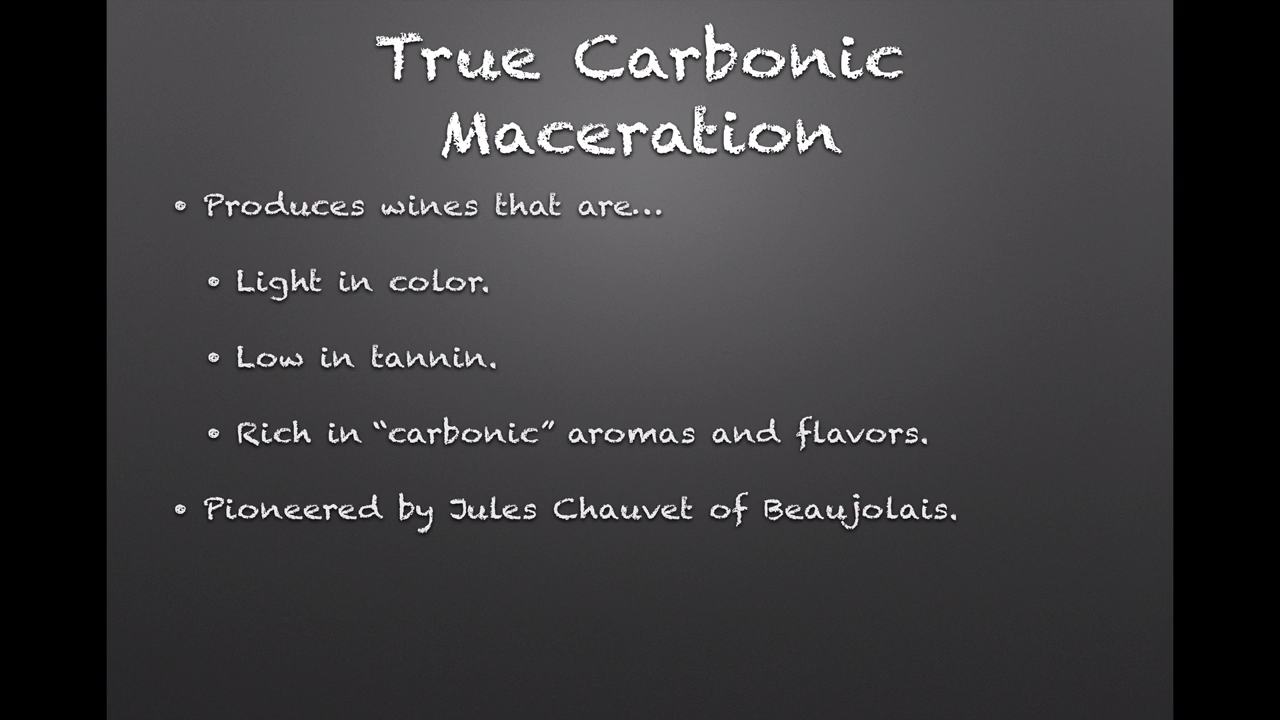 True Carbonic
Maceration
• Produces wines that are…
• Light in color.
• Low in tannin.
• Rich in “carbonic” aromas and flavors.
• Pioneered by Jules Chauvet of Beaujolais.